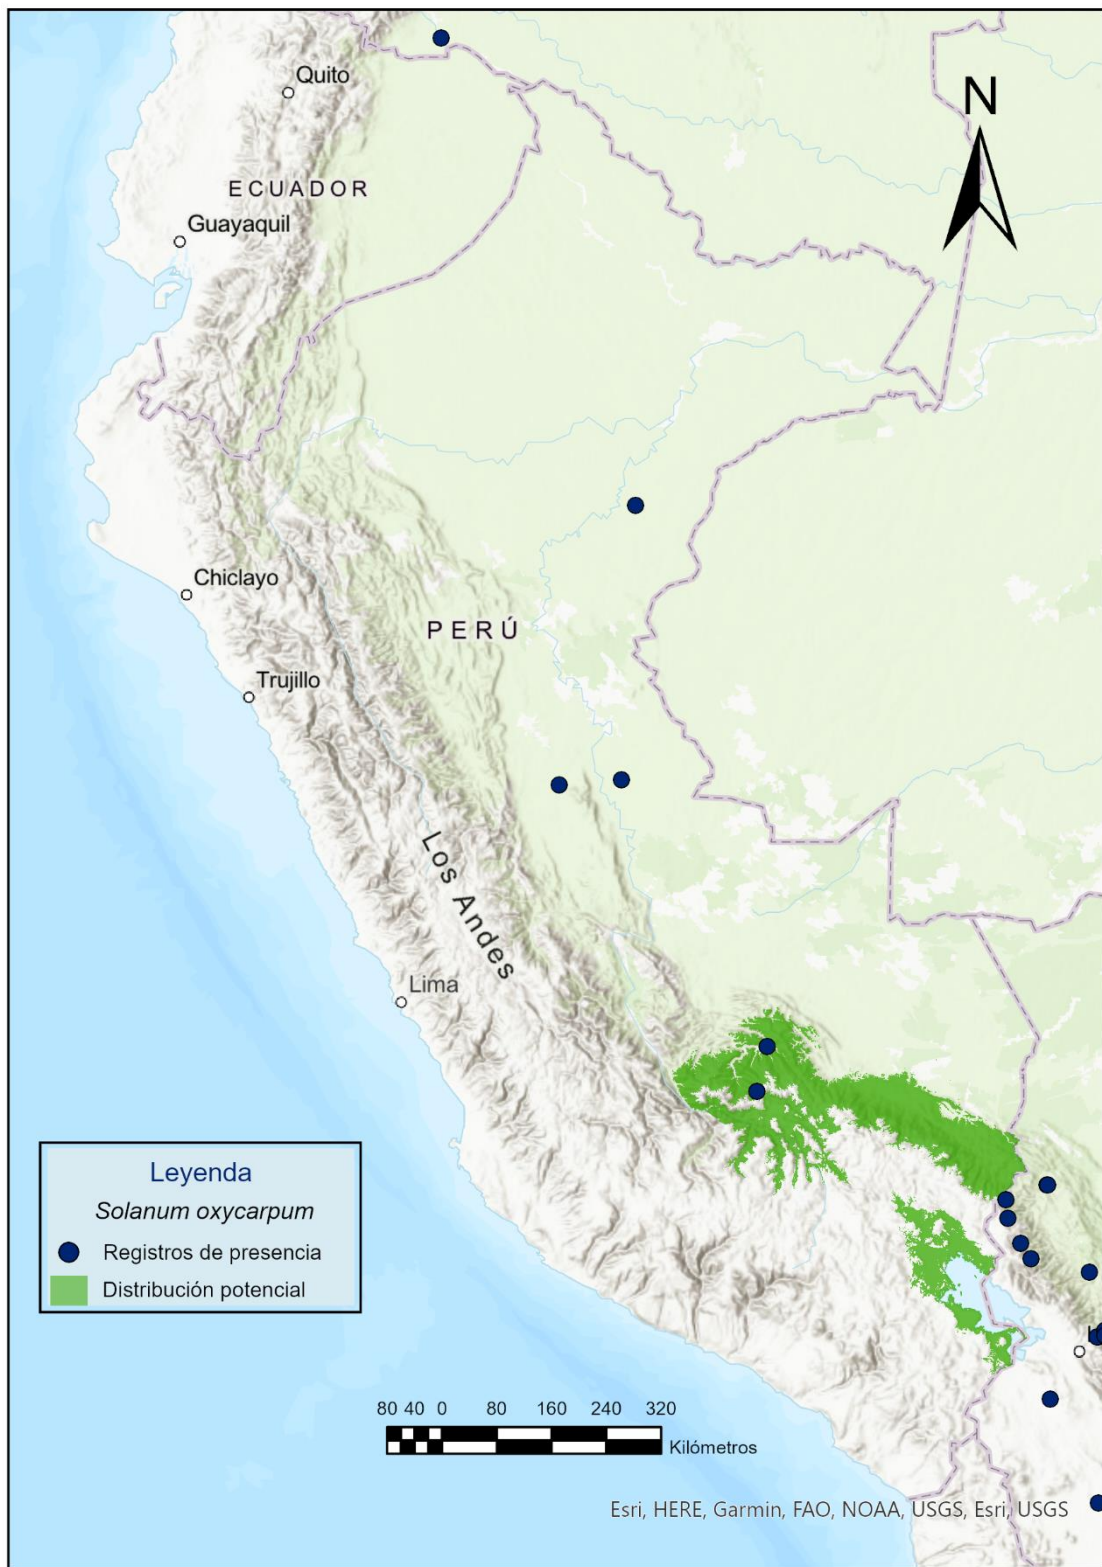 N
Quito
ECUADOR
Guayaquil
Chiclayo
PERÚ
Trujillo
Los Andes
Lima
Leyenda
Solanum oxycarpum
Registros de presencia
Distribución potencial
80 40 0 80 160 240 320
Kilómetros
Esri, HERE, Garmin, FAO, NOAA, USGS, Esri, USGS